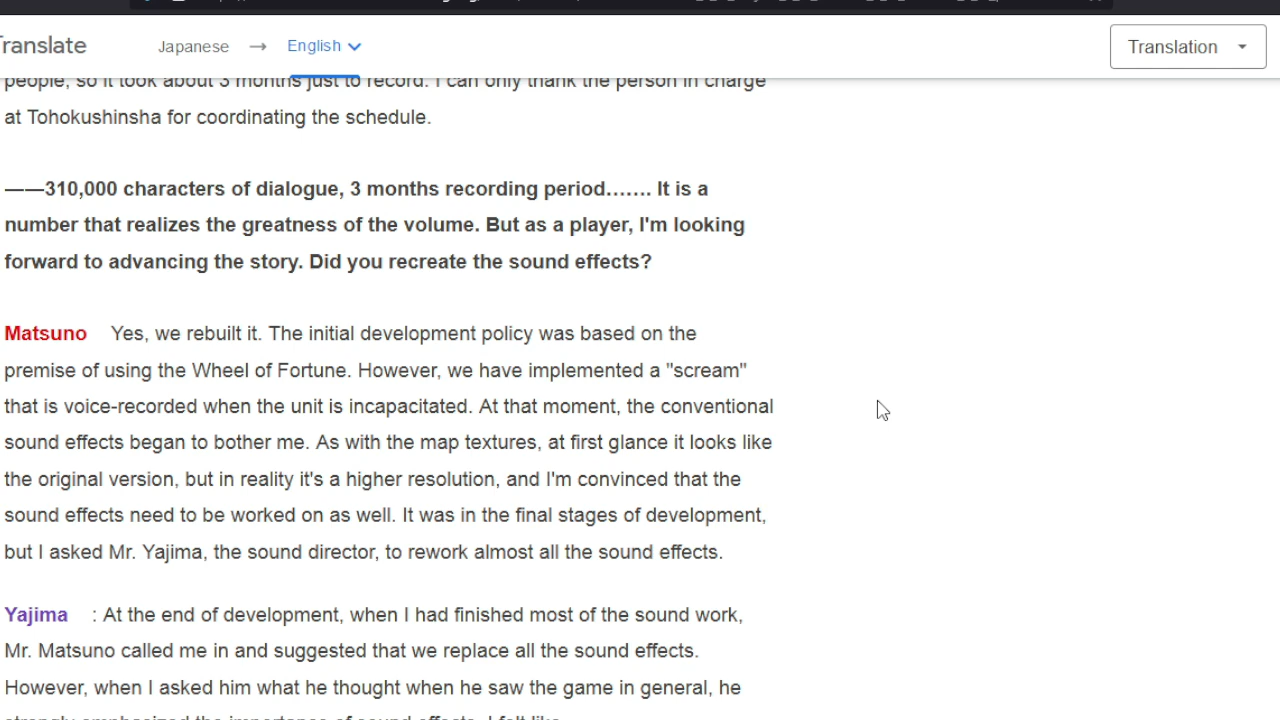 Translate
Japanese → English
Translation
people, so it took about 3 months just to record. I can only thank the person in charge
at Tohokushinsha for coordinating the schedule.
——310,000 characters of dialogue, 3 months recording period……. It is a
number that realizes the greatness of the volume. But as a player, I'm looking
forward to advancing the story. Did you recreate the sound effects?
Matsuno Yes, we rebuilt it. The initial development policy was based on the
premise of using the Wheel of Fortune. However, we have implemented a "scream"
that is voice-recorded when the unit is incapacitated. At that moment, the conventional
sound effects began to bother me. As with the map textures, at first glance it looks like
the original version, but in reality it's a higher resolution, and I'm convinced that the
sound effects need to be worked on as well. It was in the final stages of development,
but I asked Mr. Yajima, the sound director, to rework almost all the sound effects.
Yajima : At the end of development, when I had finished most of the sound work,
Mr. Matsuno called me in and suggested that we replace all the sound effects.
However, when I asked him what he thought when he saw the game in general, he
strongly emphasized the importance of sound effects. I felt like